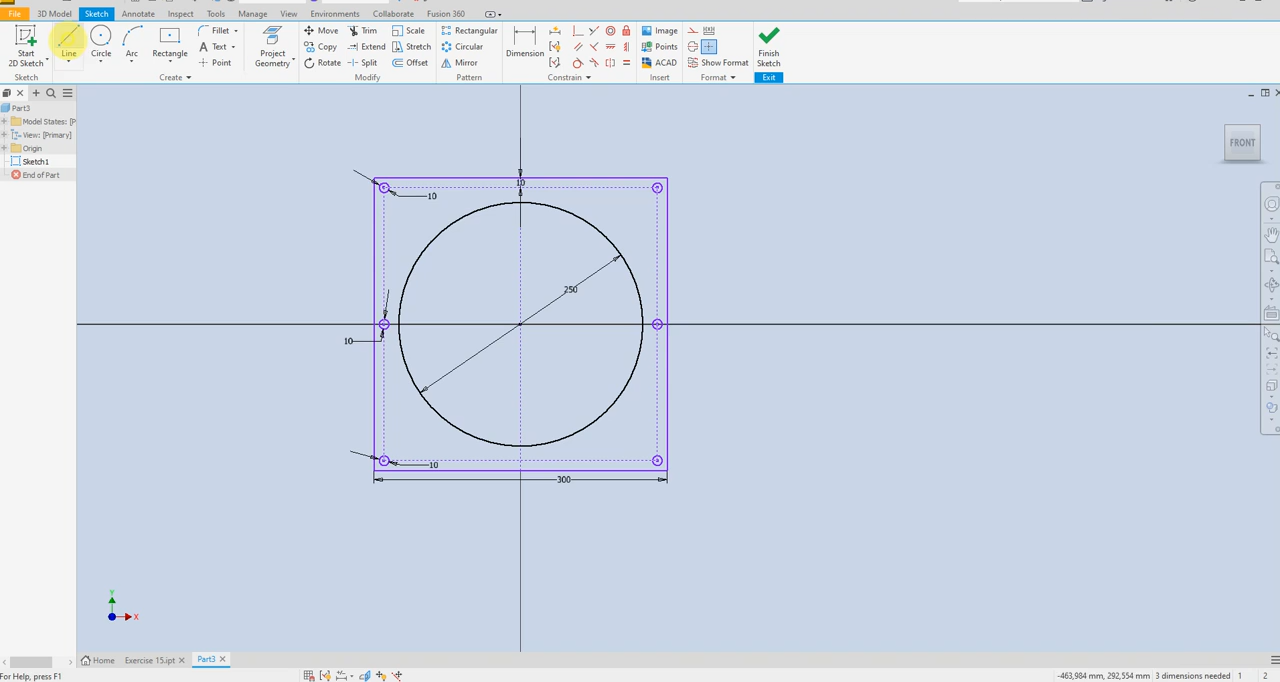 File 3D Model Sketch Annotate Inspect Tools Manage View Environments Collaborate Fusion 360
Start
2D Sketch
Line
Circle
Arc
Rectangle
Fillet
Text
Point
Project
Geometry
Move Trim Scale
Copy Extend Stretch
Rotate Split Offset
Rectangular
Circular
Mirror
Dimension
Image
Points
ACAD
Show Format
Finish
Sketch
Sketch Create Modify Pattern Constrain Insert Format Exit
Part3
Model States: [P
View: [Primary]
Origin
Sketch1
End of Part
FRONT
10
10
250
10
10
300
Y
X
Home Exercise 15.ipt Part3
For Help, press F1
-463,984 mm, 292,554 mm 3 dimensions needed 1 2